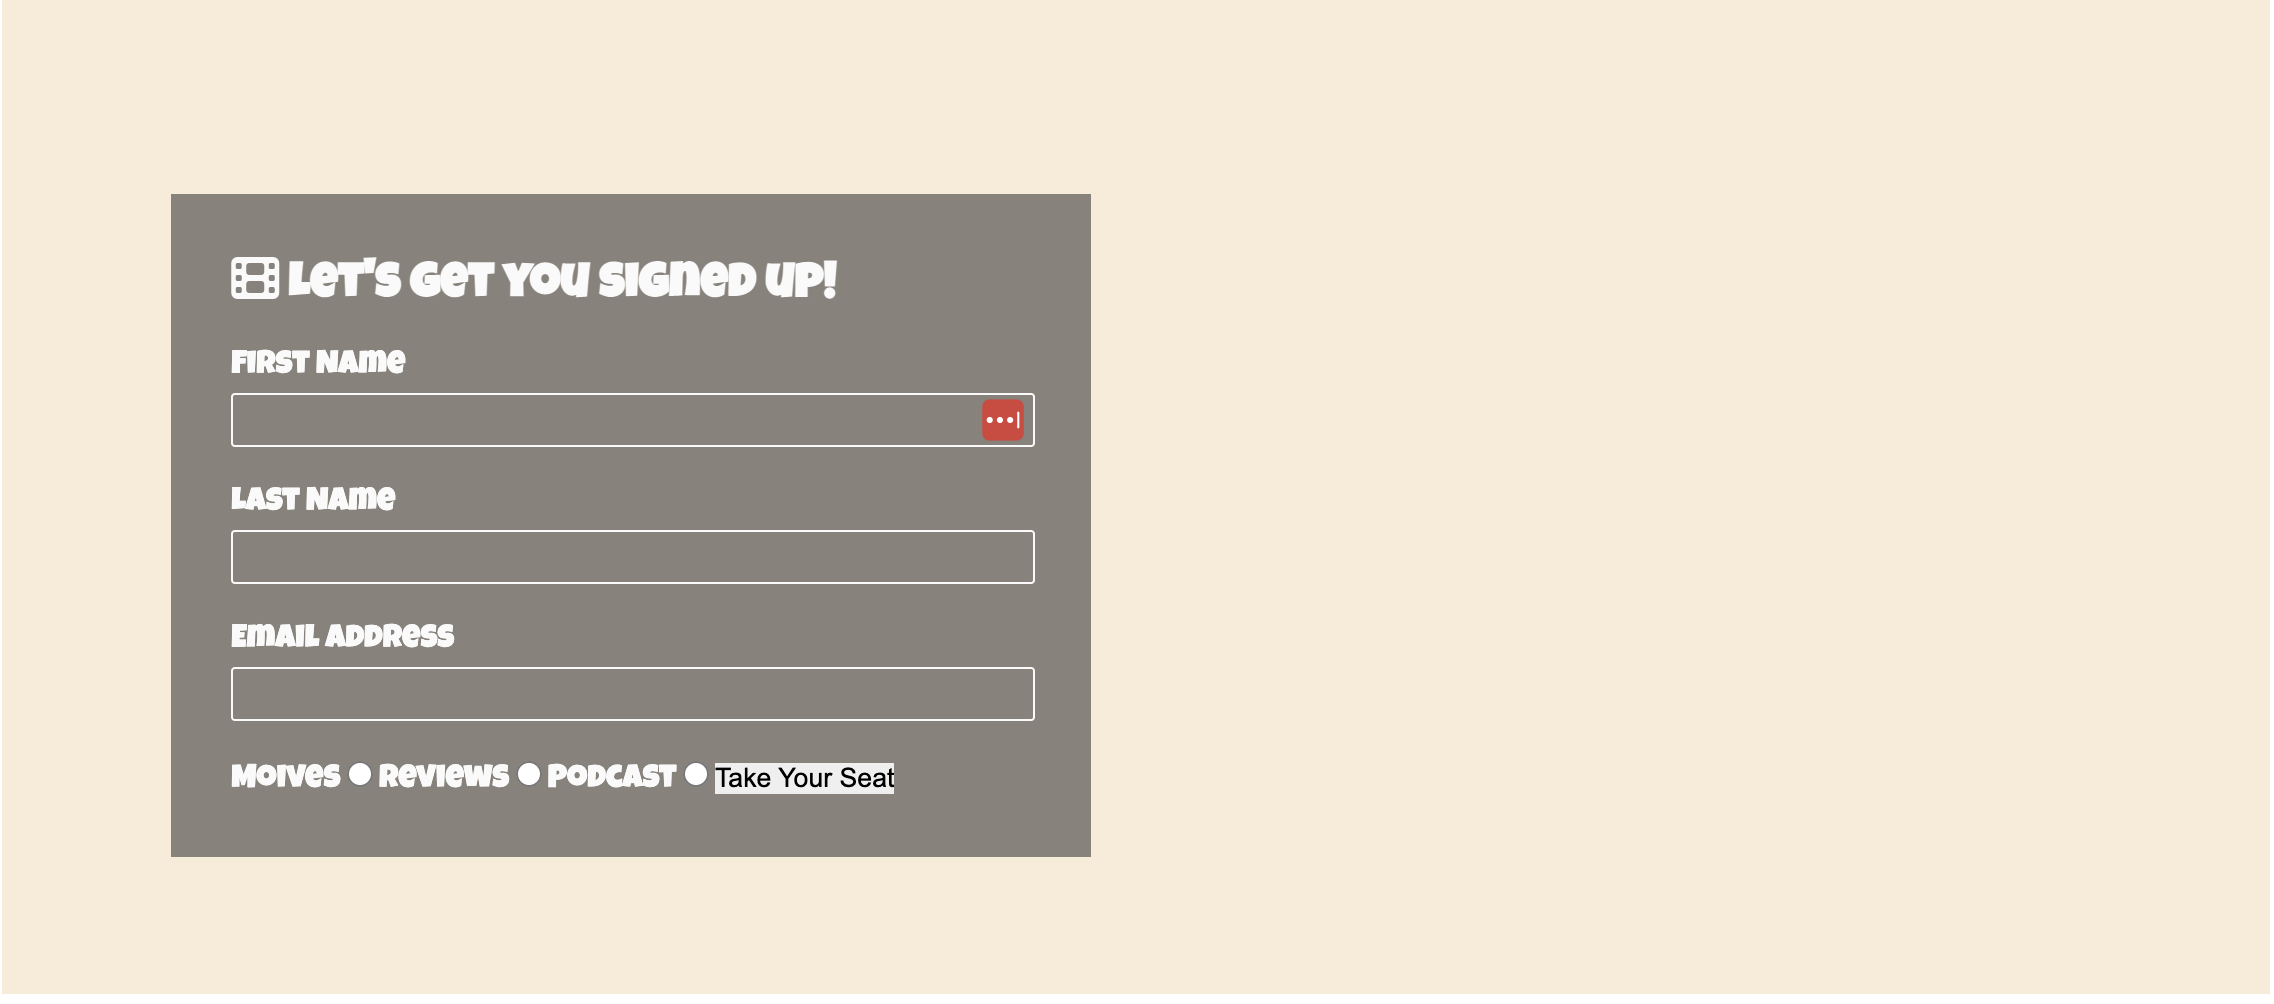 Let's get you signed up!
First Name
Last Name
Email Address
Moives Reviews Podcast Take Your Seat